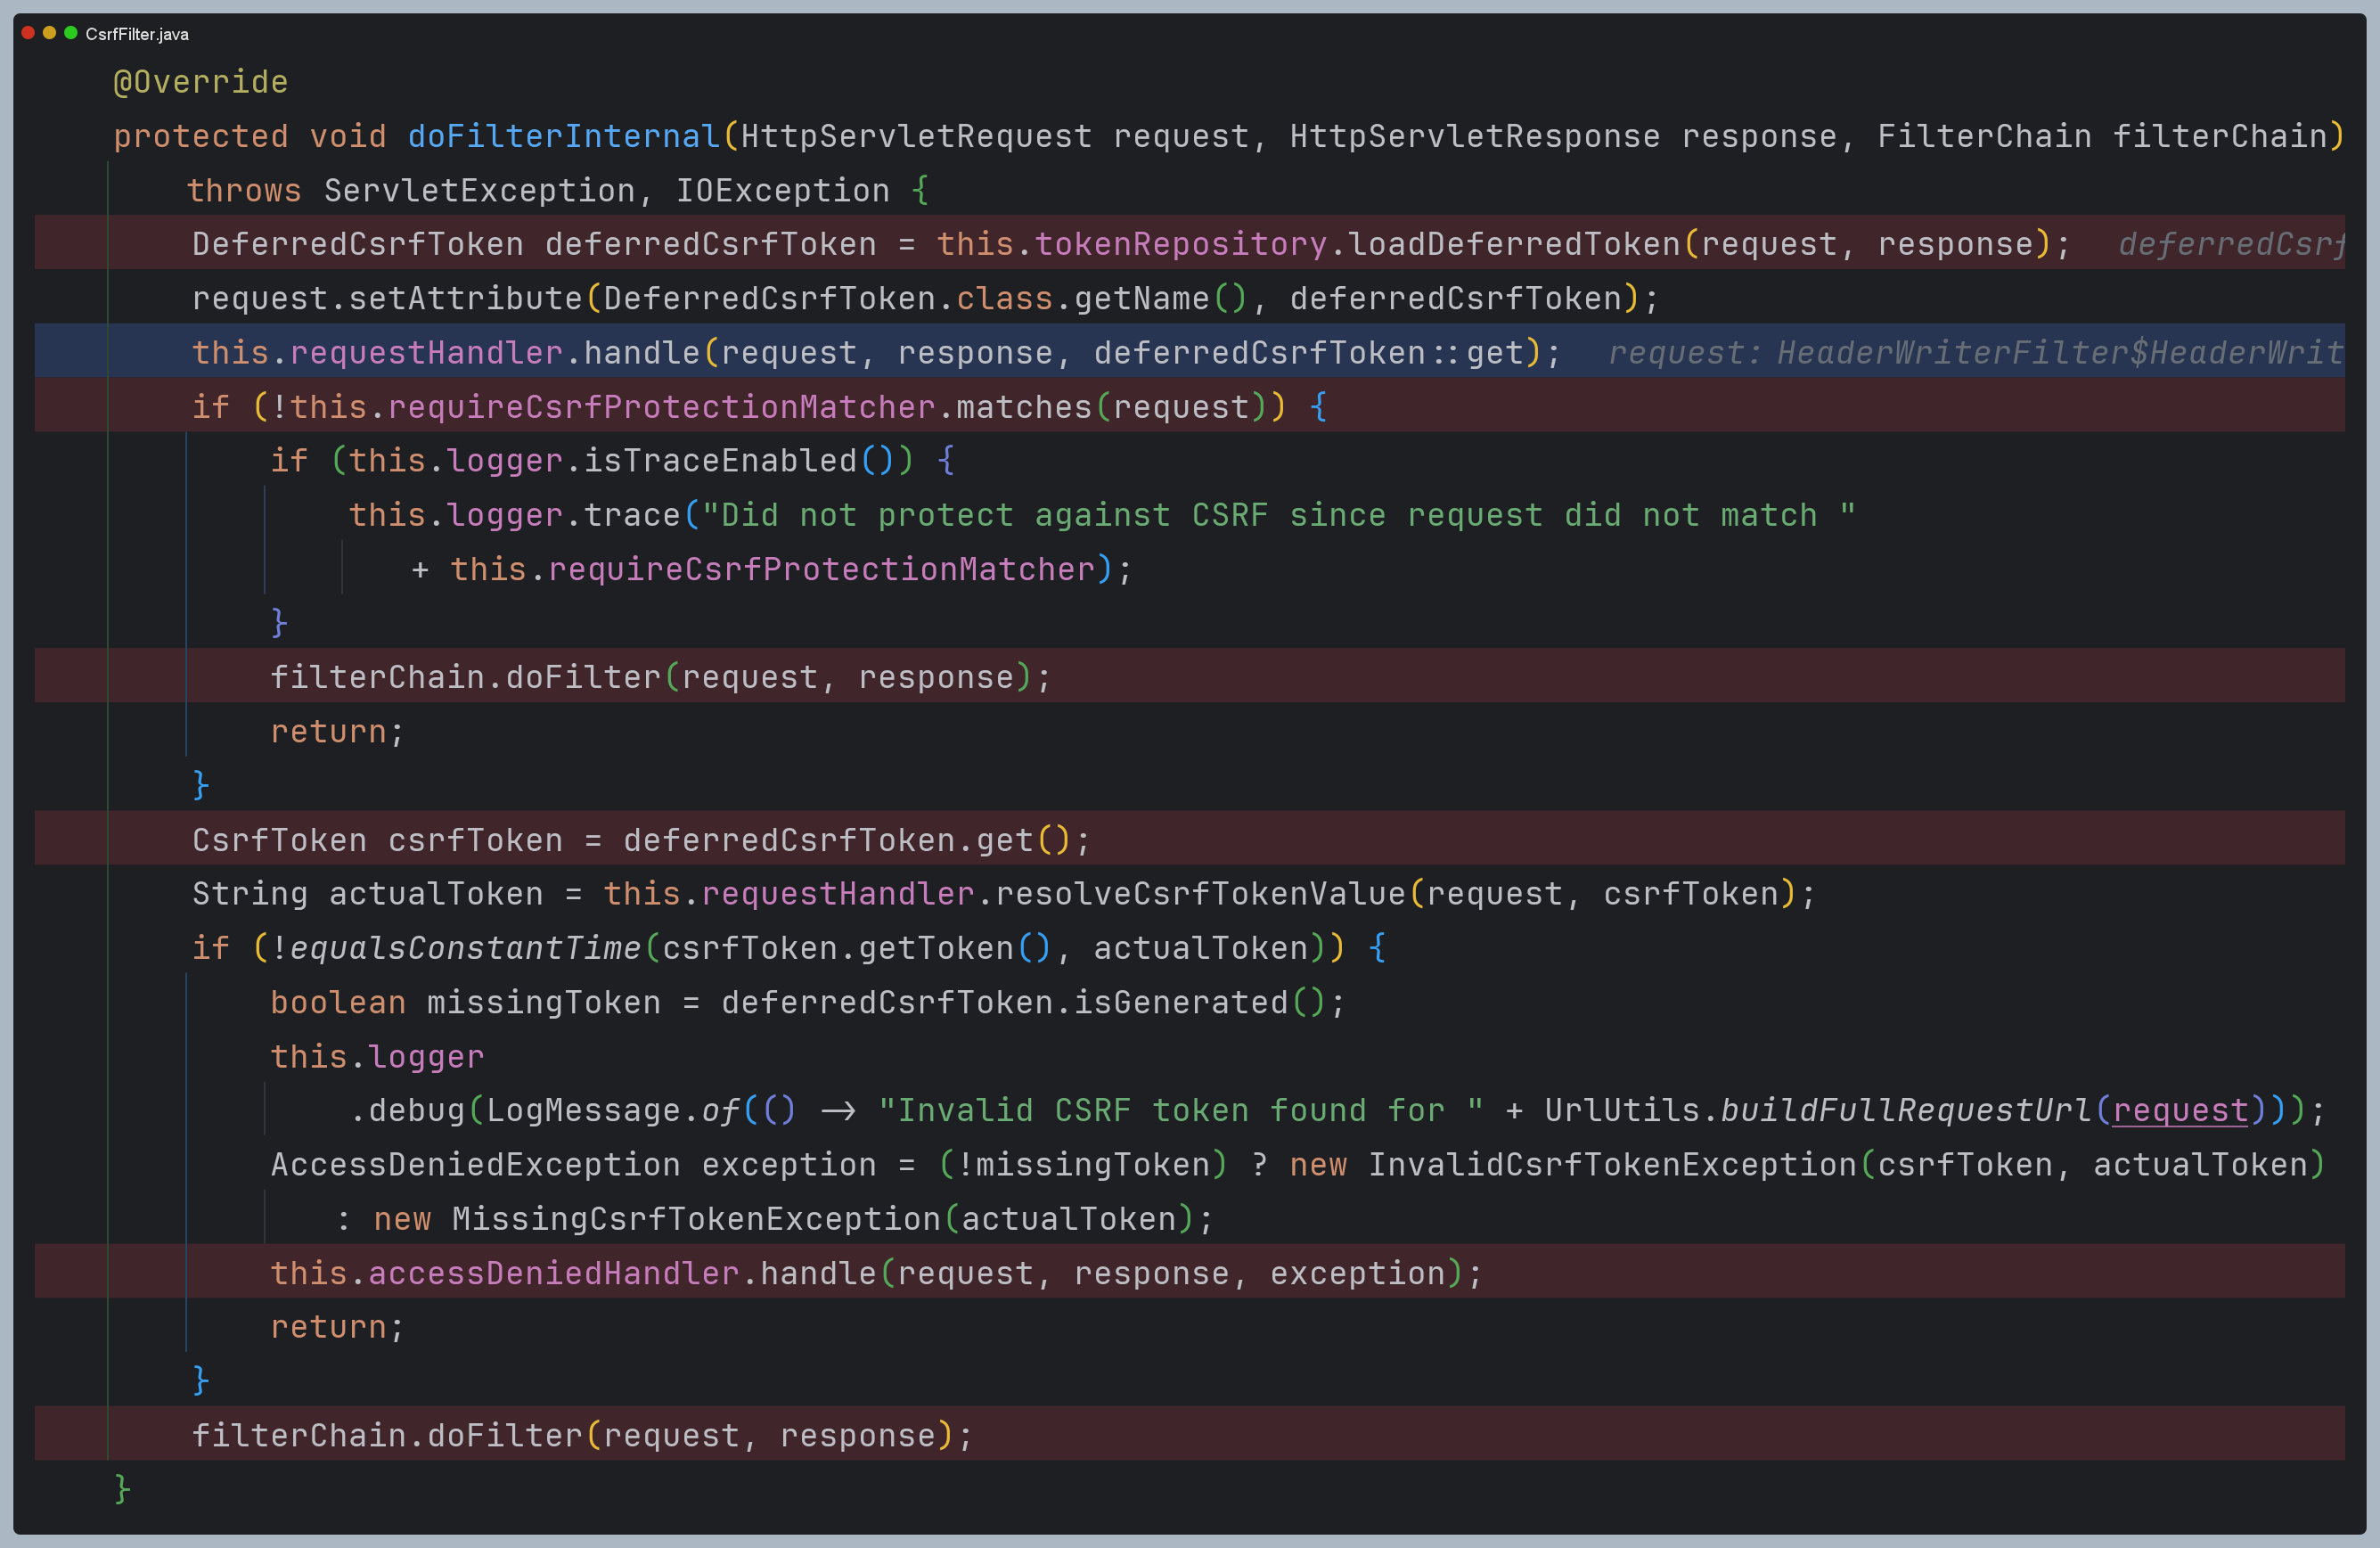 CsrfFilter.java
@Override
protected void doFilterInternal(HttpServletRequest request, HttpServletResponse response, FilterChain filterChain)
throws ServletException, IOException {
DeferredCsrfToken deferredCsrfToken = this.tokenRepository.loadDeferredToken(request, response); deferredCsrf
request.setAttribute(DeferredCsrfToken.class.getName(), deferredCsrfToken);
this.requestHandler.handle(request, response, deferredCsrfToken::get); request: HeaderWriterFilter$HeaderWrit
if (!this.requireCsrfProtectionMatcher.matches(request)) {
if (this.logger.isTraceEnabled()) {
this.logger.trace("Did not protect against CSRF since request did not match "
+ this.requireCsrfProtectionMatcher);
}
filterChain.doFilter(request, response);
return;
}
CsrfToken csrfToken = deferredCsrfToken.get();
String actualToken = this.requestHandler.resolveCsrfTokenValue(request, csrfToken);
if (!equalsConstantTime(csrfToken.getToken(), actualToken)) {
boolean missingToken = deferredCsrfToken.isGenerated();
this.logger
.debug(LogMessage.of(() -> "Invalid CSRF token found for " + UrlUtils.buildFullRequestUrl(request)));
AccessDeniedException exception = (!missingToken) ? new InvalidCsrfTokenException(csrfToken, actualToken)
: new MissingCsrfTokenException(actualToken);
this.accessDeniedHandler.handle(request, response, exception);
return;
}
filterChain.doFilter(request, response);
}